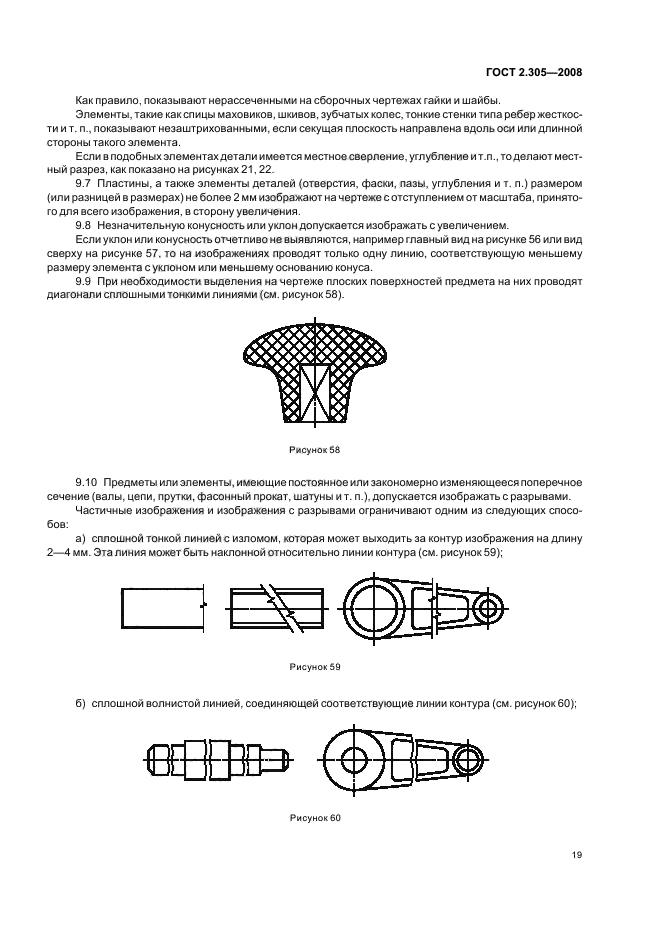 ГОСТ 2.305—2008
Как правило, показывают нерассеченными на сборочных чертежах гайки и шайбы.
Элементы, такие как спицы маховиков, шкивов, зубчатых колес, тонкие стенки типа ребер жесткос-
ти и т. п., показывают незаштрихованными, если секущая плоскость направлена вдоль оси или длинной
стороны такого элемента.
Если в подобных элементах детали имеется местное сверление, углубление и т.п., то делают мест-
ный разрез, как показано на рисунках 21, 22.
9.7 Пластины, а также элементы деталей (отверстия, фаски, пазы, углубления и т. п.) размером
(или разницей в размерах) не более 2 мм изображают на чертеже с отступлением от масштаба, принято-
го для всего изображения, в сторону увеличения.
9.8 Незначительную конусность или уклон допускается изображать с увеличением.
Если уклон или конусность отчетливо не выявляются, например главный вид на рисунке 56 или вид
сверху на рисунке 57, то на изображениях проводят только одну линию, соответствующую меньшему
размеру элемента с уклоном или меньшему основанию конуса.
9.9 При необходимости выделения на чертеже плоских поверхностей предмета на них проводят
диагонали сплошными тонкими линиями (см. рисунок 58).
Рисунок 58
9.10 Предметы или элементы, имеющие постоянное или закономерно изменяющееся поперечное
сечение (валы, цепи, прутки, фасонный прокат, шатуны и т. п.), допускается изображать с разрывами.
Частичные изображения и изображения с разрывами ограничивают одним из следующих спосо-
бов:
а) сплошной тонкой линией с изломом, которая может выходить за контур изображения на длину
2—4 мм. Эта линия может быть наклонной относительно линии контура (см. рисунок 59);
Рисунок 59
б) сплошной волнистой линией, соединяющей соответствующие линии контура (см. рисунок 60);
Рисунок 60
19